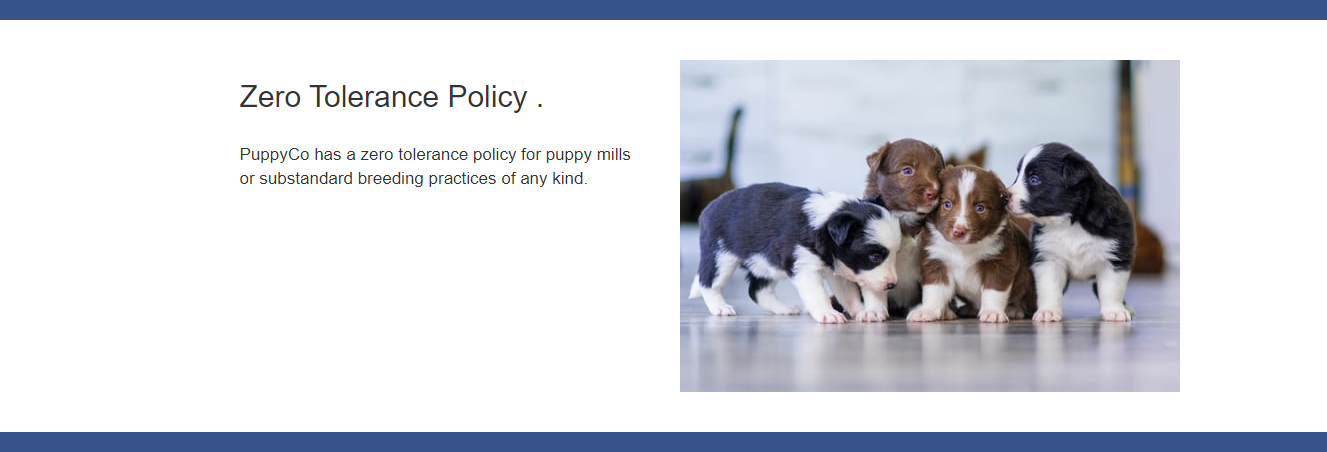 Zero Tolerance Policy .
PuppyCo has a zero tolerance policy for puppy mills
or substandard breeding practices of any kind.